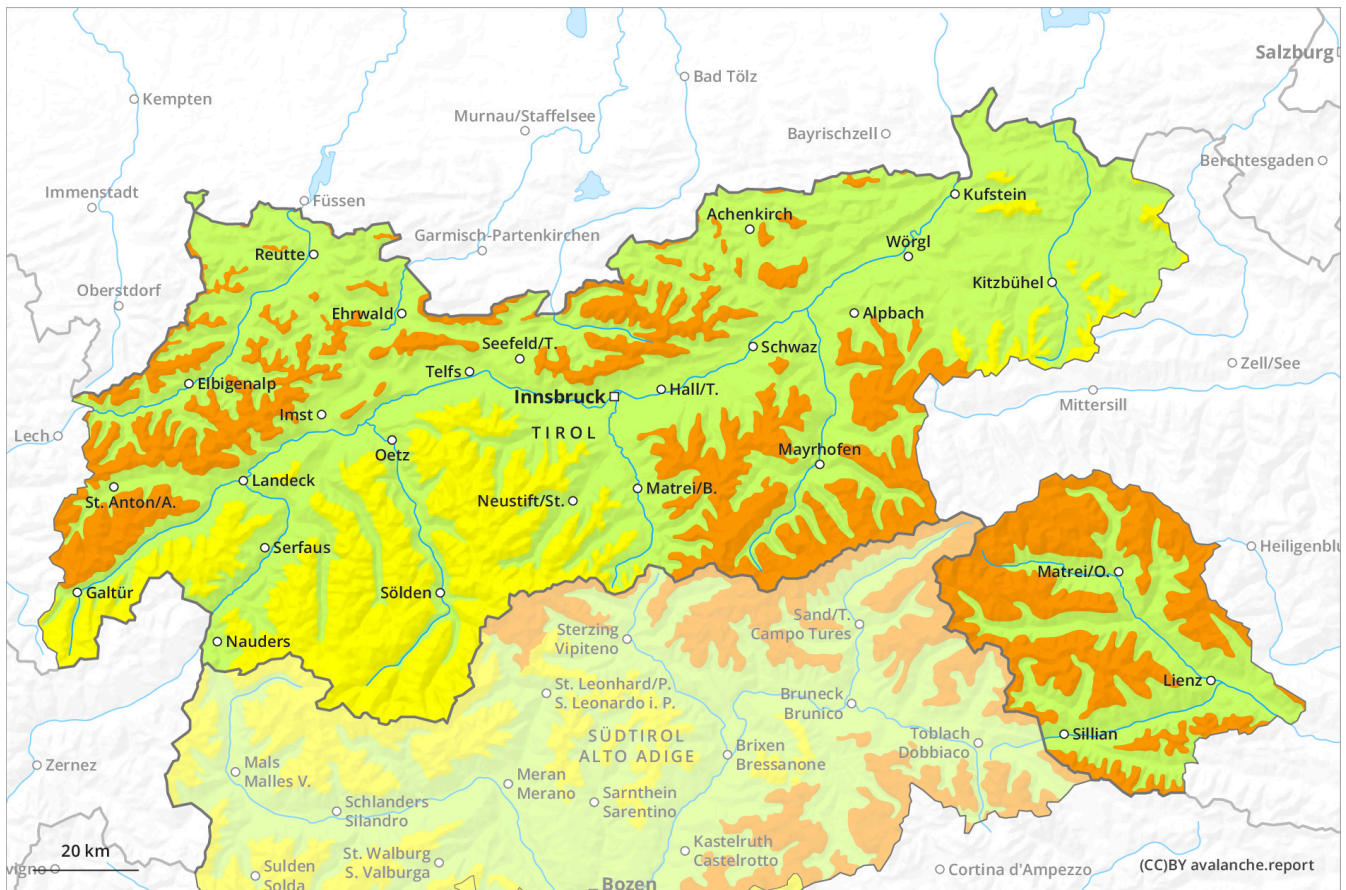 Salzburg
Bad Tölz
Kempten
Murnau/Staffelsee
Bayrischzell
Berchtesgaden
Immenstadt
Füssen
Kufstein
Achenkirch
Garmisch-Partenkirchen
Wörgl
Reutte
Kitzbühel
Oberstdorf
Ehrwald
Alpbach
Seefeld/T.
Schwaz
Zell/See
Telfs
Elbigenalp
Hall/T.
Innsbruck
Mittersill
Imst
TIROL
Lech
Oetz
Mayrhofen
Landeck
Matrei/B.
St. Anton/A.
Neustift/St.
Serfaus
Heiligenblu
Matrei/O.
Galtür
Sölden
Sand/T.
Campo Tures
Sterzing
Vipiteno
Nauders
Lienz
St. Leonhard/P.
S. Leonardo i. P.
Bruneck
Brunico
SÜDTIROL
ALTO ADIGE
Toblach
Dobbiaco
Sillian
Brixen
Bressanone
Zernez
Mals
Malles V.
Meran
Merano
Sarnthein
Sarentino
Schlanders
Silandro
Kastelruth
Castelrotto
20 km
St. Walburg
S. Valburga
vigno
Sulden
Solda
Bozen
Cortina d'Ampezzo
(CC)BY avalanche.report